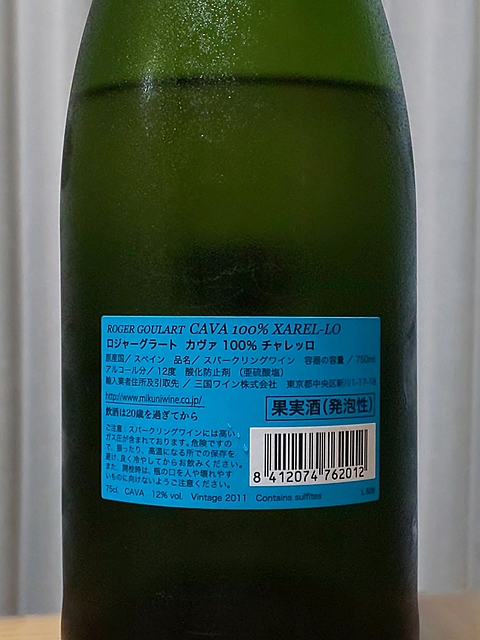 ROGER GOULART CAVA 100% XAREL-LO
ロジャーグラート カヴァ 100% チャレッロ
原産国／スペイン 品名／スパークリングワイン 容器の容量／750ml
アルコール分／12度 酸化防止剤 (亜硫酸塩)
輸入業者住所及引取先／三国ワイン株式会社 東京都中央区新川1-17-18
http://www.mikuniwine.co.jp/
飲酒は20歳を過ぎてから
果実酒(発泡性)
ご注意：スパークリングワインには高い
ガス圧が含まれております。危険ですの
で、振ったり、高温になる所での保存を
避け、良く冷やしてからお飲みください。
また、開栓時は、瓶の口を人や壊れやす
いものに向けないようご注意ください。
8 412074 762012
75cl. CAVA 12% vol. Vintage 2011 Contains sulfites